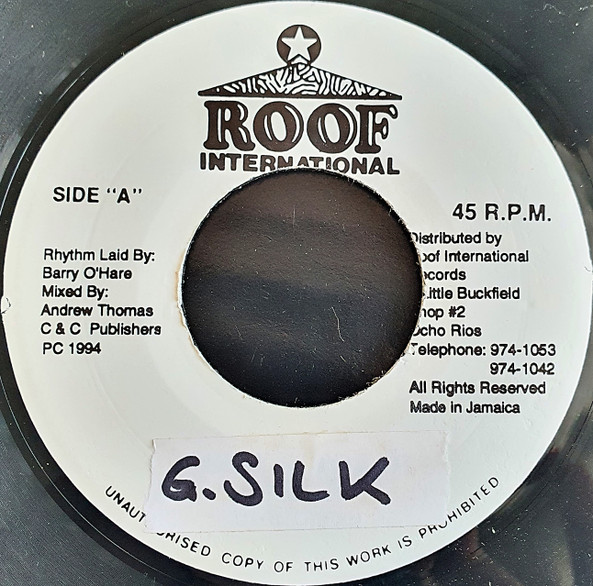 ROOF
INTERNATIONAL
SIDE "A"
45 R.P.M.
Rhythm Laid By:
Barry O'Hare
Mixed By:
Andrew Thomas
C & C Publishers
PC 1994
Distributed by
oof International
ecords
Little Buckfield
hop #2
Ocho Rios
Telephone: 974-1053
974-1042
All Rights Reserved
Made in Jamaica
G.SILK
UNAUTHORISED COPY OF THIS WORK IS PROHIBITED